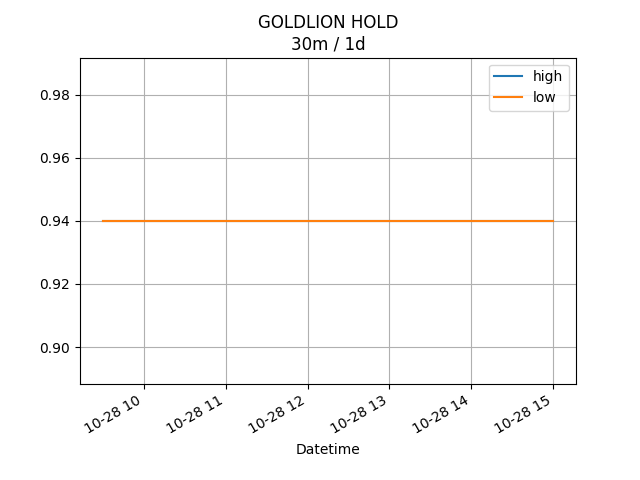 GOLDLION HOLD
30m / 1d
high
low
0.98
0.96
0.94
0.92
0.90
10-28 10
10-28 11
10-28 12
10-28 13
10-28 14
10-28 15
Datetime